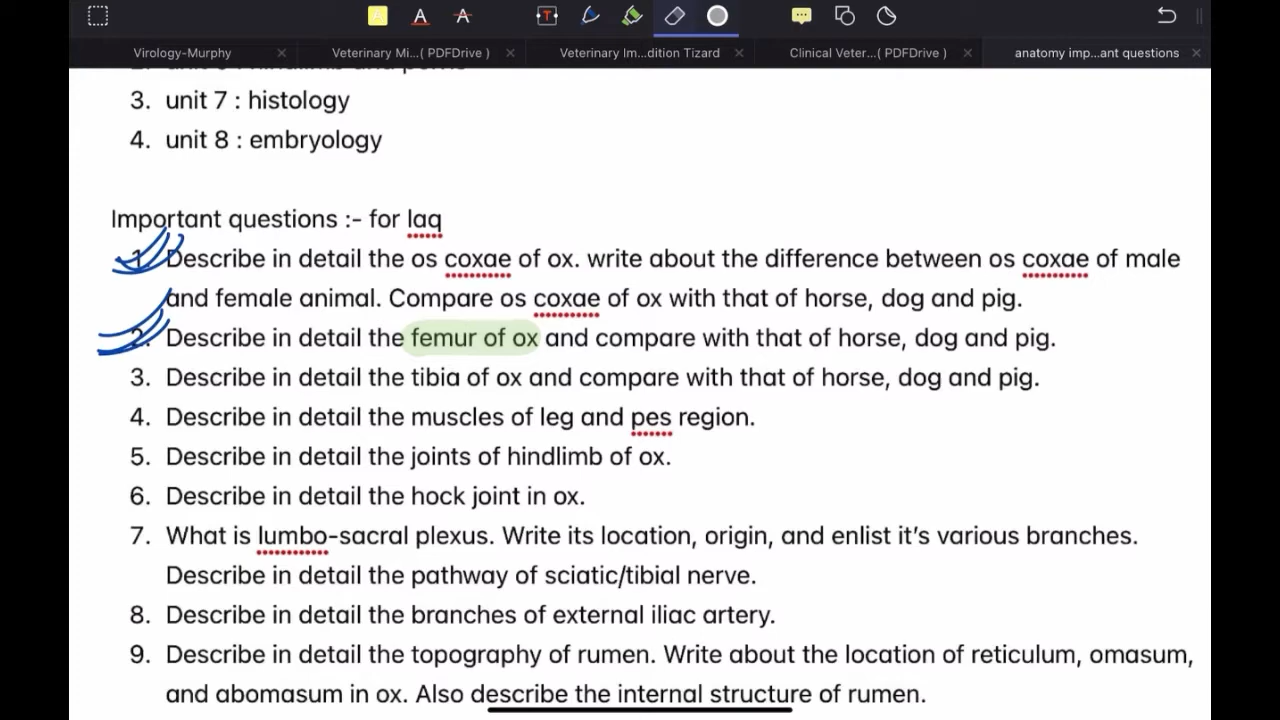 Virology-Murphy
Veterinary Mi...( PDFDrive )
Veterinary Im...dition Tizard
Clinical Veter...( PDFDrive )
anatomy imp...ant questions
3. unit 7 : histology
4. unit 8 : embryology
Important questions :- for laq
1. Describe in detail the os coxae of ox. write about the difference between os coxae of male
and female animal. Compare os coxae of ox with that of horse, dog and pig.
2. Describe in detail the femur of ox and compare with that of horse, dog and pig.
3. Describe in detail the tibia of ox and compare with that of horse, dog and pig.
4. Describe in detail the muscles of leg and pes region.
5. Describe in detail the joints of hindlimb of ox.
6. Describe in detail the hock joint in ox.
7. What is lumbo-sacral plexus. Write its location, origin, and enlist it’s various branches.
Describe in detail the pathway of sciatic/tibial nerve.
8. Describe in detail the branches of external iliac artery.
9. Describe in detail the topography of rumen. Write about the location of reticulum, omasum,
and abomasum in ox. Also describe the internal structure of rumen.